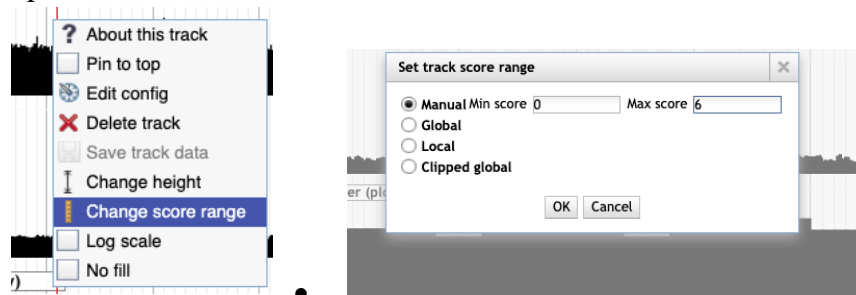 ? About this track
Pin to top
Edit config
Delete track
Save track data
Change height
Change score range
Log scale
No fill
)
Set track score range
Manual Min score 0 Max score 6
Global
Local
Clipped global
OK Cancel
er (plo